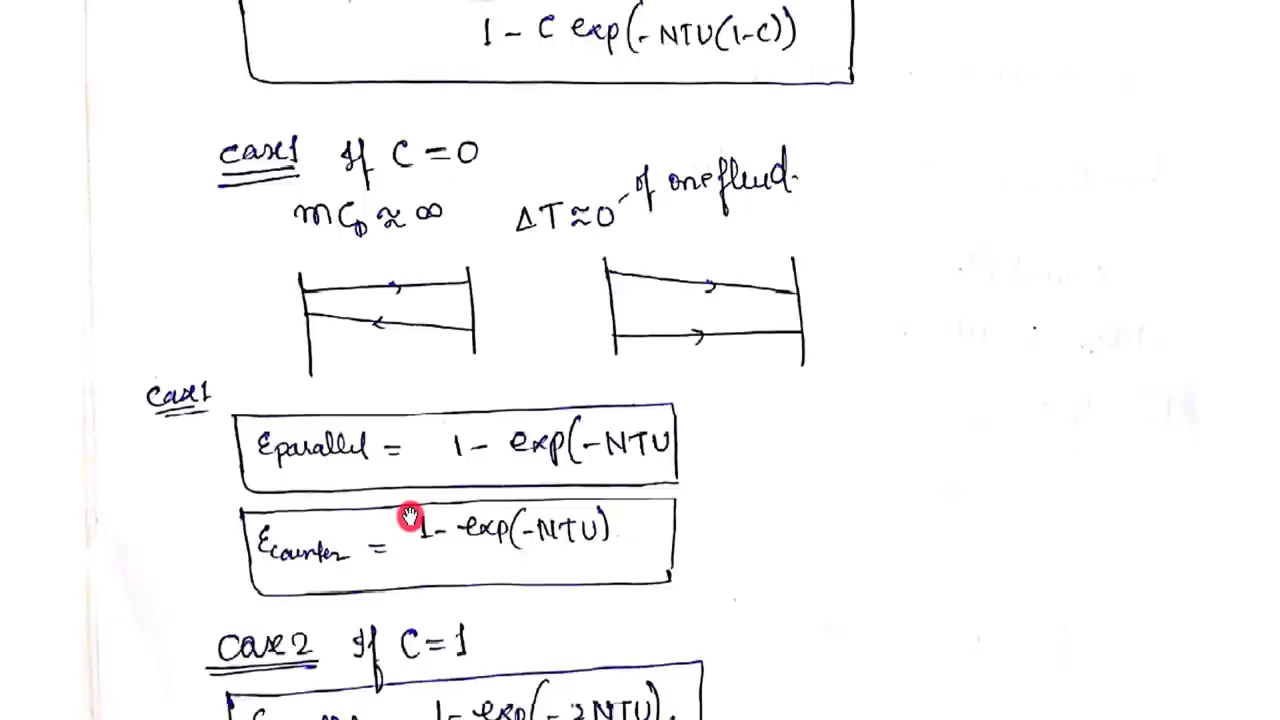 1 - C exp(-NTU(1-C))
Case1 If C = 0
mCp ≈ ∞ ΔT ≈ 0 of one fluid.
Case1
εparallel = 1 - exp(-NTU
εcounter = 1 - exp(-NTU)
Case2 If C = 1
1 - exp(-2NTU).